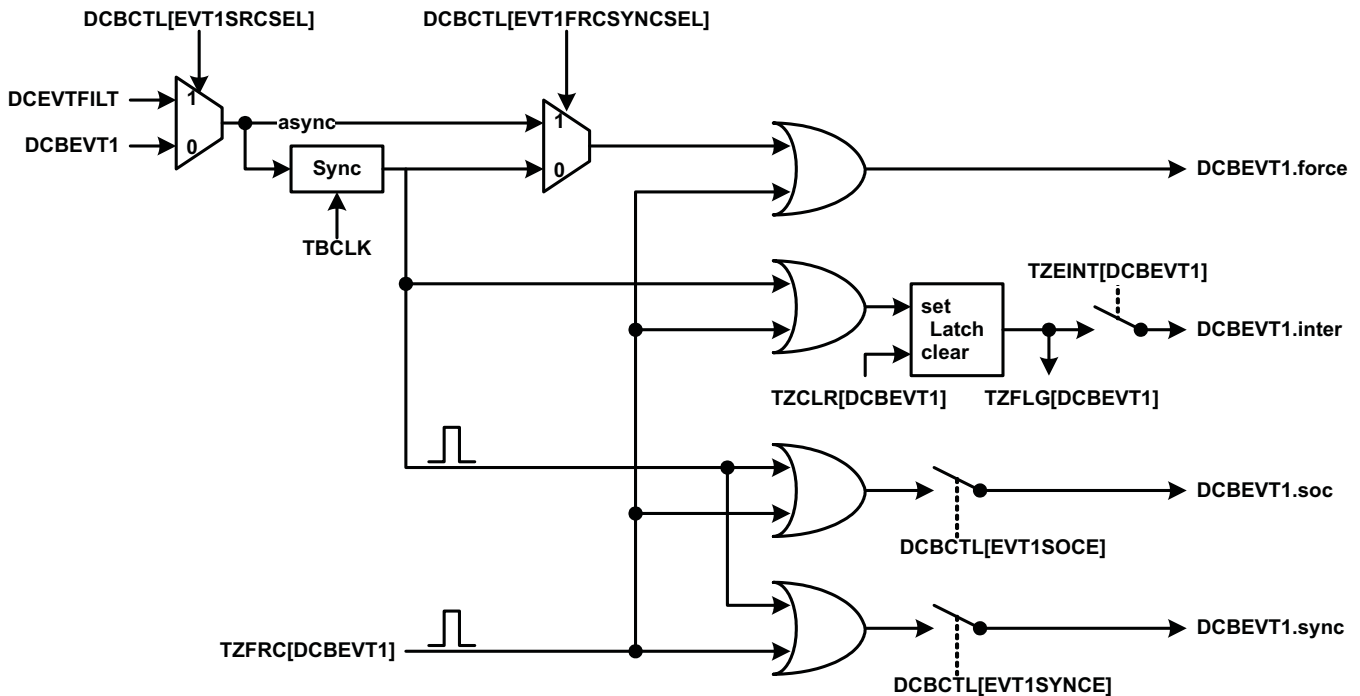 DCBCTL[EVT1SRCSEL]
DCBCTL[EVT1FRCSYNCSEL]
DCEVTFILT
1
1
async
DCBEVT1
0
Sync
0
DCBEVT1.force
TBCLK
TZEINT[DCBEVT1]
set
Latch
clear
DCBEVT1.inter
TZCLR[DCBEVT1]
TZFLG[DCBEVT1]
DCBEVT1.soc
DCBCTL[EVT1SOCE]
DCBEVT1.sync
TZFRC[DCBEVT1]
DCBCTL[EVT1SYNCE]